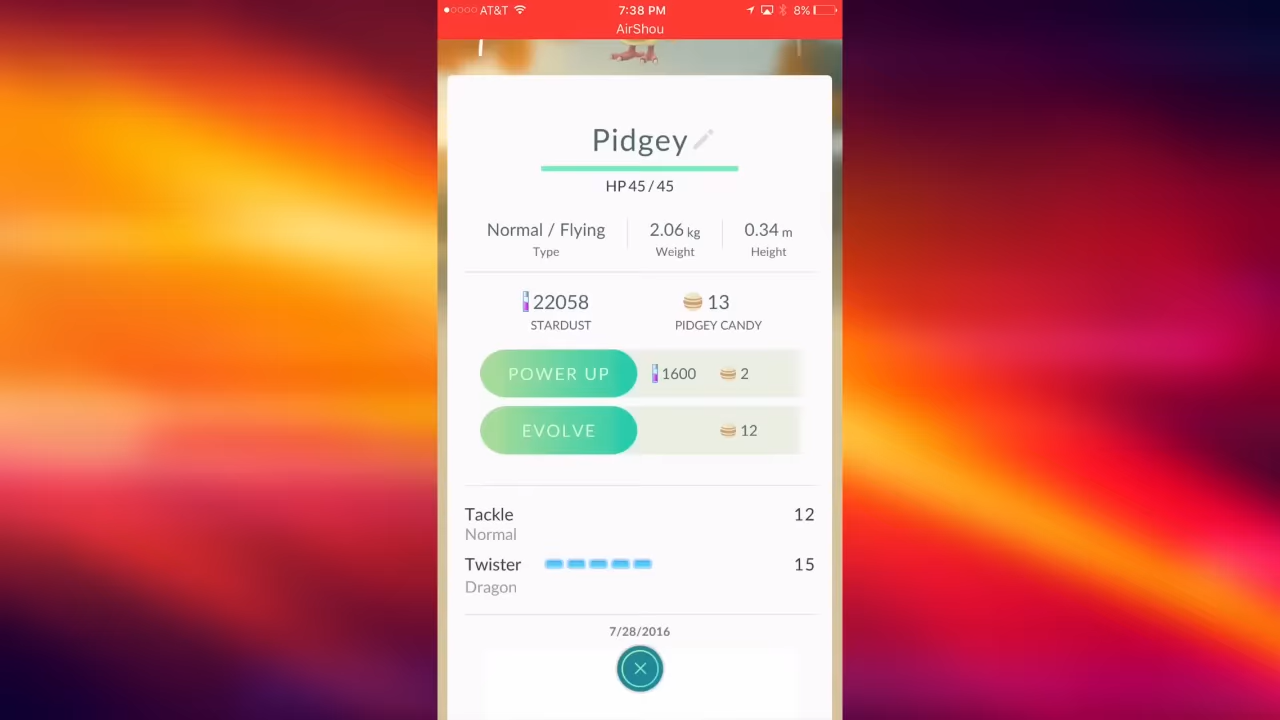 AT&T 7:38 PM 8%
AirShou
Pidgey
HP 45 / 45
Normal / Flying 2.06 kg 0.34 m
Type Weight Height
22058 13
STARDUST PIDGEY CANDY
POWER UP 1600 2
EVOLVE 12
Tackle 12
Normal
Twister 15
Dragon
7/28/2016